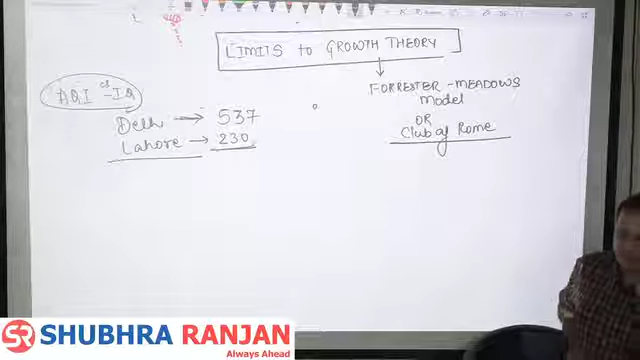 LIMITS to GROWTH THEORY
FORRESTER-MEADOWS
Model
OR
Club of Rome
AQI
Delhi → 537
Lahore → 230
SR SHUBHRA RANJAN
Always Ahead